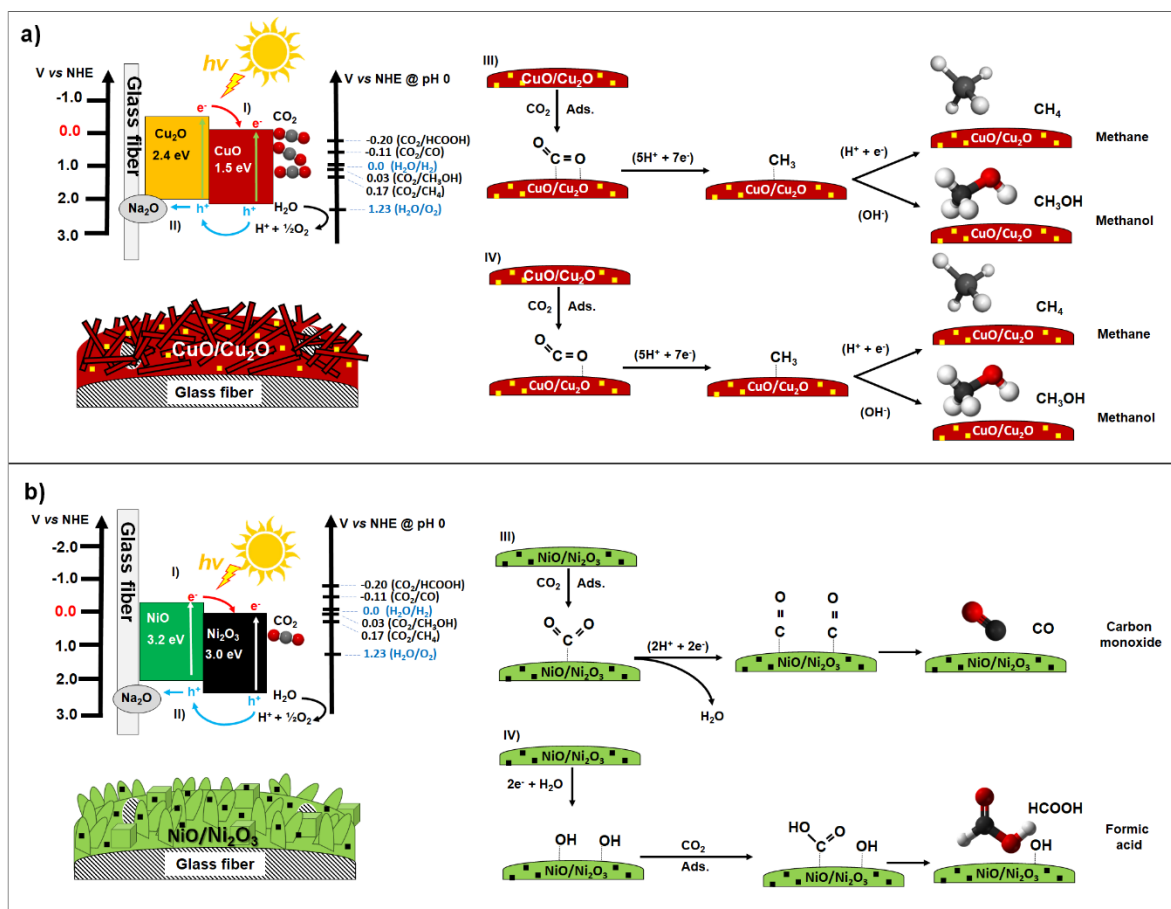 a)
V vs NHE
Glass fiber
hν
V vs NHE @ pH 0
-1.0
0.0
1.0
2.0
3.0
Cu₂O
2.4 eV
e⁻
I)
e⁻
CuO
1.5 eV
CO₂
-0.20 (CO₂/HCOOH)
-0.11 (CO₂/CO)
0.0 (H₂O/H₂)
0.03 (CO₂/CH₃OH)
0.17 (CO₂/CH₄)
1.23 (H₂O/O₂)
Na₂O
h⁺
h⁺
H₂O
II)
H⁺ + ½O₂
CuO/Cu₂O
Glass fiber
III)
CuO/Cu₂O
CO₂ Ads.
O C O
CuO/Cu₂O
(5H⁺ + 7e⁻)
CH₃
CuO/Cu₂O
(H⁺ + e⁻)
(OH⁻)
CH₄
CuO/Cu₂O
Methane
CH₃OH
CuO/Cu₂O
Methanol
IV)
CuO/Cu₂O
CO₂ Ads.
O C O
CuO/Cu₂O
(5H⁺ + 7e⁻)
CH₃
CuO/Cu₂O
(H⁺ + e⁻)
(OH⁻)
CH₄
CuO/Cu₂O
Methane
CH₃OH
CuO/Cu₂O
Methanol
b)
V vs NHE
Glass fiber
hν
V vs NHE @ pH 0
-2.0
-1.0
0.0
1.0
2.0
3.0
I)
e⁻
e⁻
NiO
3.2 eV
Ni₂O₃
3.0 eV
CO₂
-0.20 (CO₂/HCOOH)
-0.11 (CO₂/CO)
0.0 (H₂O/H₂)
0.03 (CO₂/CH₃OH)
0.17 (CO₂/CH₄)
1.23 (H₂O/O₂)
Na₂O
h⁺
h⁺
H₂O
II)
H⁺ + ½O₂
NiO/Ni₂O₃
Glass fiber
III)
NiO/Ni₂O₃
CO₂ Ads.
O C O
NiO/Ni₂O₃
(2H⁺ + 2e⁻)
H₂O
O O
C C
NiO/Ni₂O₃
CO
NiO/Ni₂O₃
Carbon
monoxide
IV)
NiO/Ni₂O₃
2e⁻ + H₂O
OH OH
NiO/Ni₂O₃
CO₂
Ads.
HO O
C OH
NiO/Ni₂O₃
HCOOH
OH
NiO/Ni₂O₃
Formic
acid